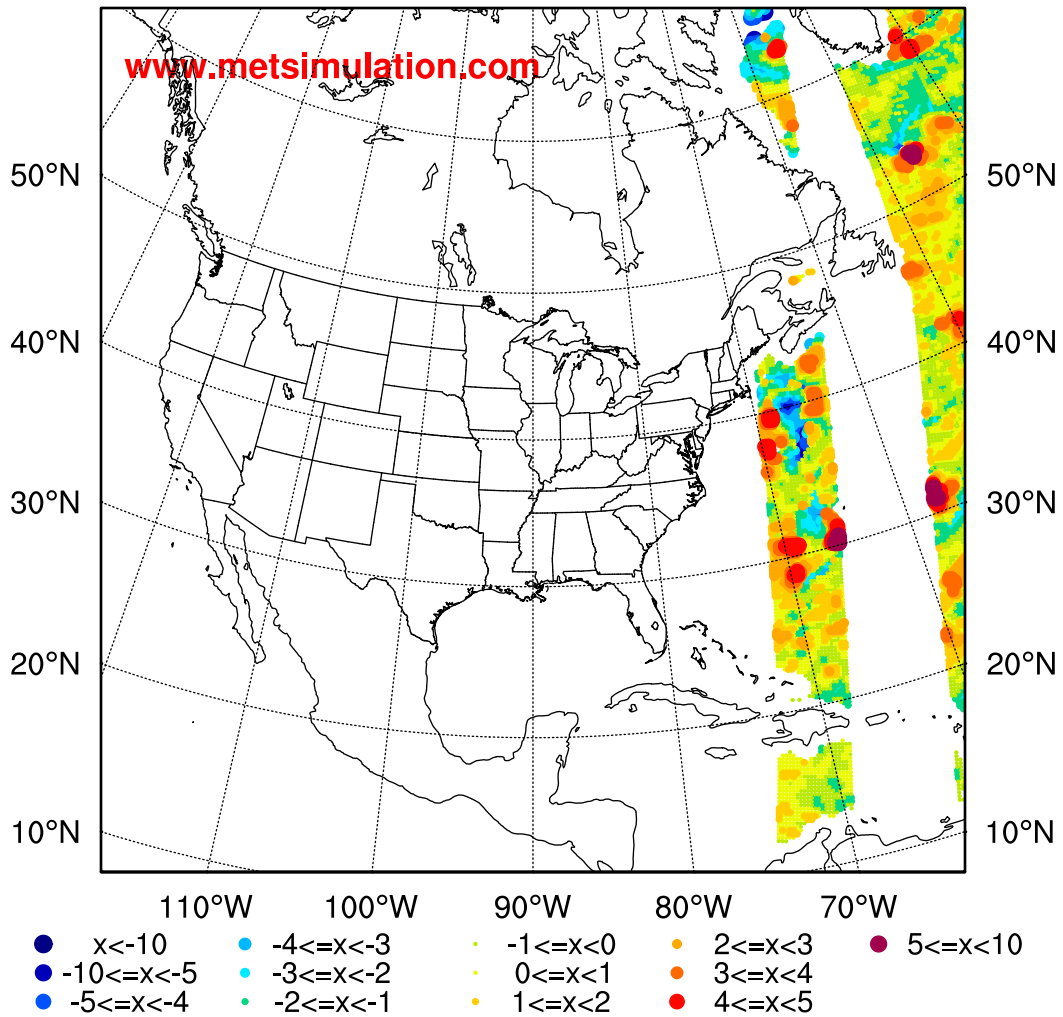 www.metsimulation.com
50°N 50°N
40°N 40°N
30°N 30°N
20°N 20°N
10°N 10°N
110°W 100°W 90°W 80°W 70°W
x<-10 -4<=x<-3 -1<=x<0 2<=x<3 5<=x<10
-10<=x<-5 -3<=x<-2 0<=x<1 3<=x<4
-5<=x<-4 -2<=x<-1 1<=x<2 4<=x<5